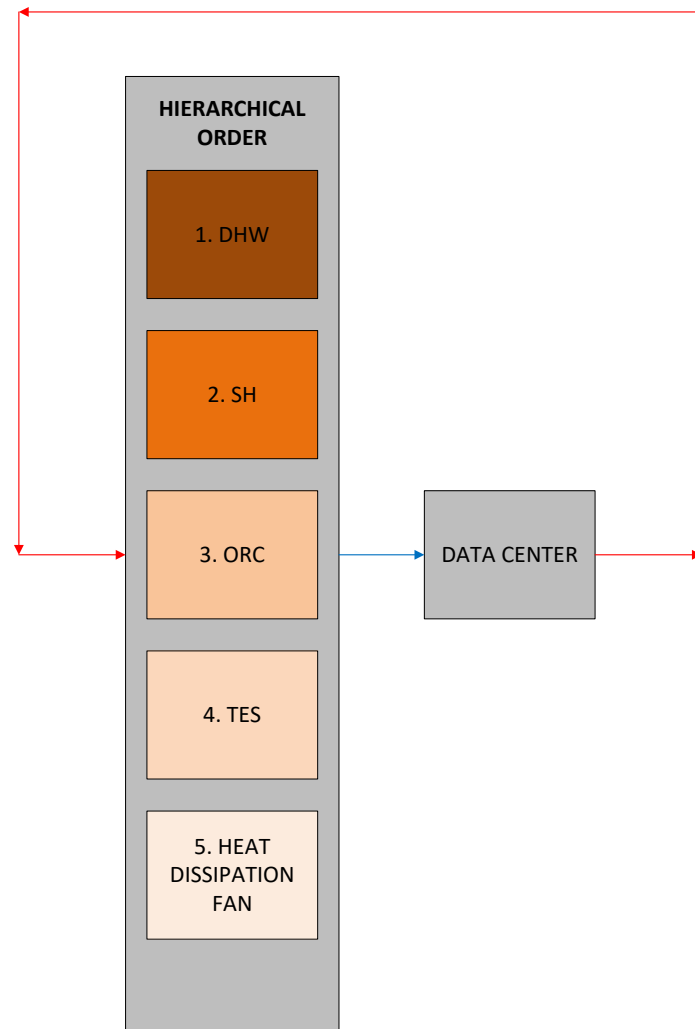 HIERARCHICAL
ORDER
1. DHW
2. SH
3. ORC
DATA CENTER
4. TES
5. HEAT
DISSIPATION
FAN